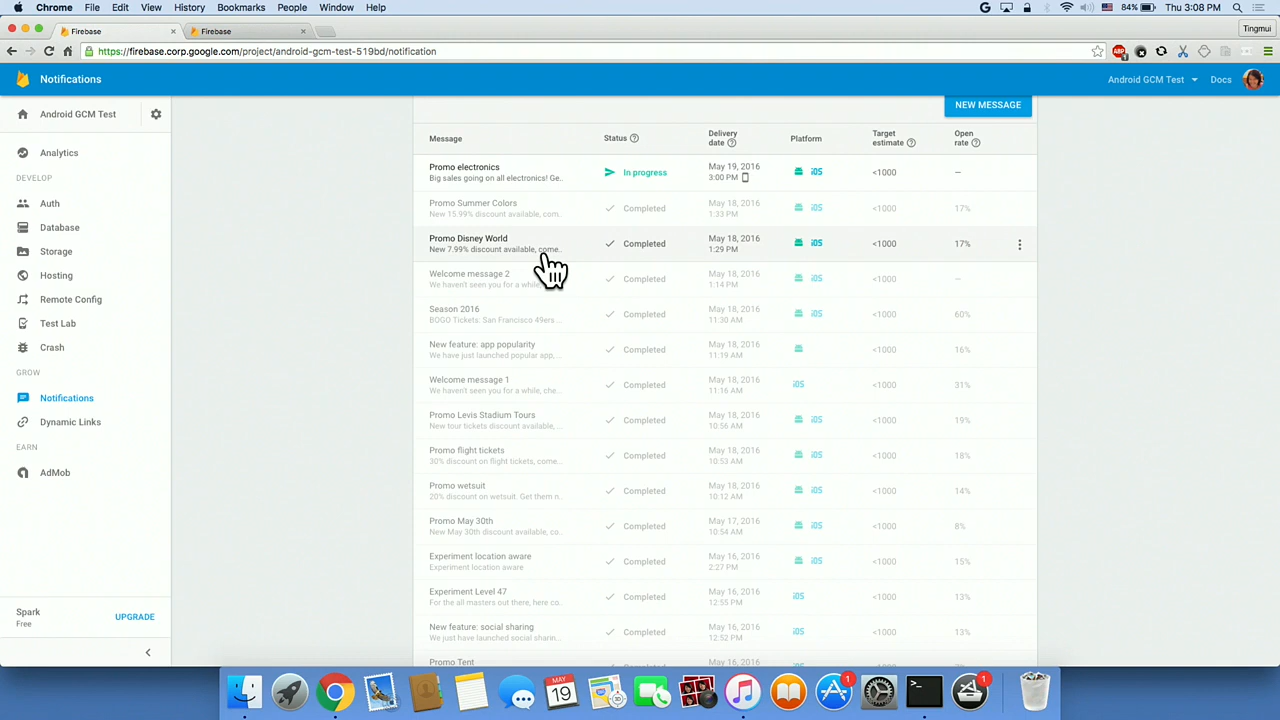 Chrome File Edit View History Bookmarks People Window Help
84% Thu 3:08 PM
Firebase
Firebase
Tingmui
https://firebase.corp.google.com/project/android-gcm-test-519bd/notification
Notifications
Android GCM Test
Docs
Android GCM Test
NEW MESSAGE
Analytics
DEVELOP
Auth
Database
Storage
Hosting
Remote Config
Test Lab
Crash
GROW
Notifications
Dynamic Links
EARN
AdMob
Spark
Free
UPGRADE
Message Status Delivery date Platform Target estimate Open rate
Promo electronics In progress May 19, 2016 iOS <1000 –
Big sales going on all electronics! Ge.. 3:00 PM
Promo Summer Colors Completed May 18, 2016 iOS <1000 17%
New 15.99% discount available, com.. 1:33 PM
Promo Disney World Completed May 18, 2016 iOS <1000 17%
New 7.99% discount available, come.. 1:29 PM
Welcome message 2 Completed May 18, 2016 iOS <1000 –
We haven't seen you for a while, 1:14 PM
Season 2016 Completed May 18, 2016 iOS <1000 60%
BOGO Tickets: San Francisco 49ers ... 11:30 AM
New feature: app popularity Completed May 18, 2016 <1000 16%
We have just launched popular app, ... 11:19 AM
Welcome message 1 Completed May 18, 2016 iOS <1000 31%
We haven't seen you for a while, che.. 11:16 AM
Promo Levis Stadium Tours Completed May 18, 2016 iOS <1000 19%
New tour tickets discount available, ... 10:56 AM
Promo flight tickets Completed May 18, 2016 iOS <1000 18%
30% discount on flight tickets, come... 10:53 AM
Promo wetsuit Completed May 18, 2016 iOS <1000 14%
20% discount on wetsuit. Get them n.. 10:12 AM
Promo May 30th Completed May 17, 2016 iOS <1000 8%
New May 30th discount available, co... 10:54 AM
Experiment location aware Completed May 16, 2016 iOS <1000 15%
Experiment location aware 2:27 PM
Experiment Level 47 Completed May 16, 2016 iOS <1000 13%
For the all masters out there, here co.. 12:55 PM
New feature: social sharing Completed May 16, 2016 iOS <1000 13%
We just have launched social sharin... 12:52 PM
Promo Tent May 16, 2016
MAY
19
1
1